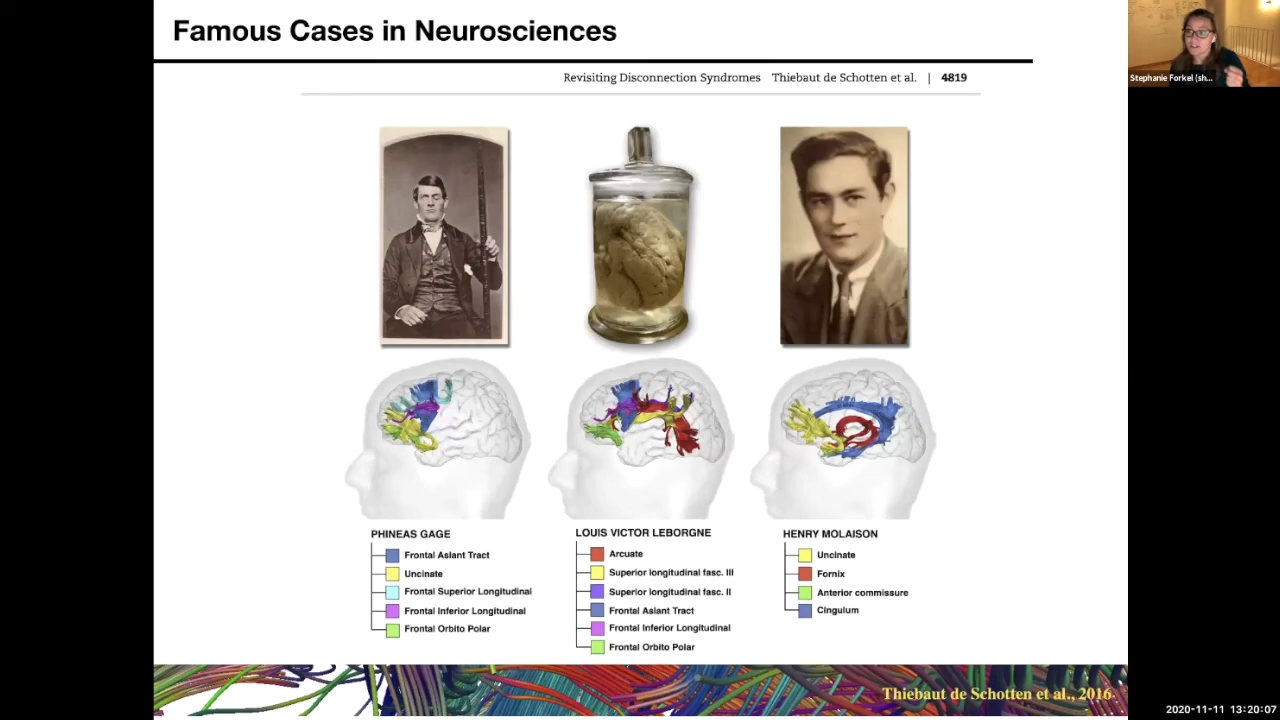 Famous Cases in Neurosciences
Revisiting Disconnection Syndromes Thiebaut de Schotten et al. | 4819
Stephanie Forkel (sh...
PHINEAS GAGE
Frontal Aslant Tract
Uncinate
Frontal Superior Longitudinal
Frontal Inferior Longitudinal
Frontal Orbito Polar
LOUIS VICTOR LEBORGNE
Arcuate
Superior longitudinal fasc. III
Superior longitudinal fasc. II
Frontal Aslant Tract
Frontal Inferior Longitudinal
Frontal Orbito Polar
HENRY MOLAISON
Uncinate
Fornix
Anterior commissure
Cingulum
Thiebaut de Schotten et al., 2016
2020-11-11 13:20:07